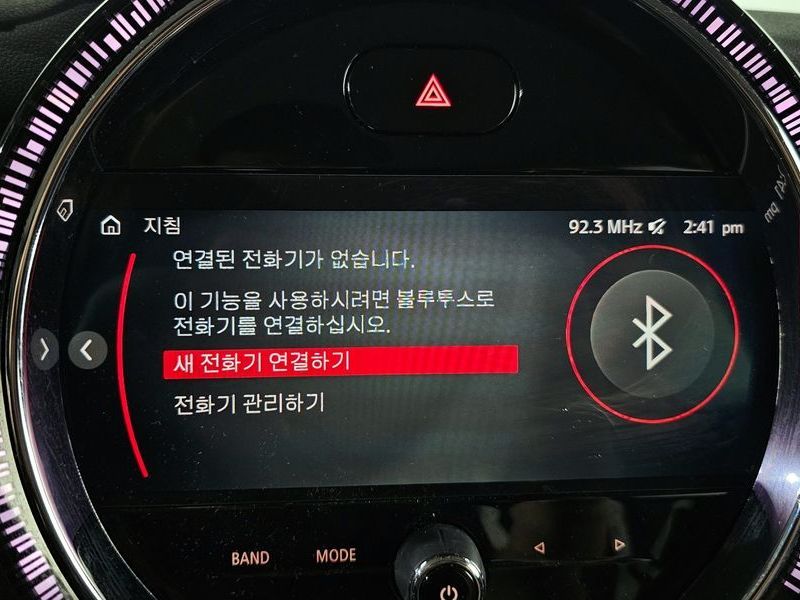 지침
92.3 MHz 2:41 pm
연결된 전화기가 없습니다.
이 기능을 사용하시려면 블루투스로
전화기를 연결하십시오.
새 전화기 연결하기
전화기 관리하기
BAND MODE